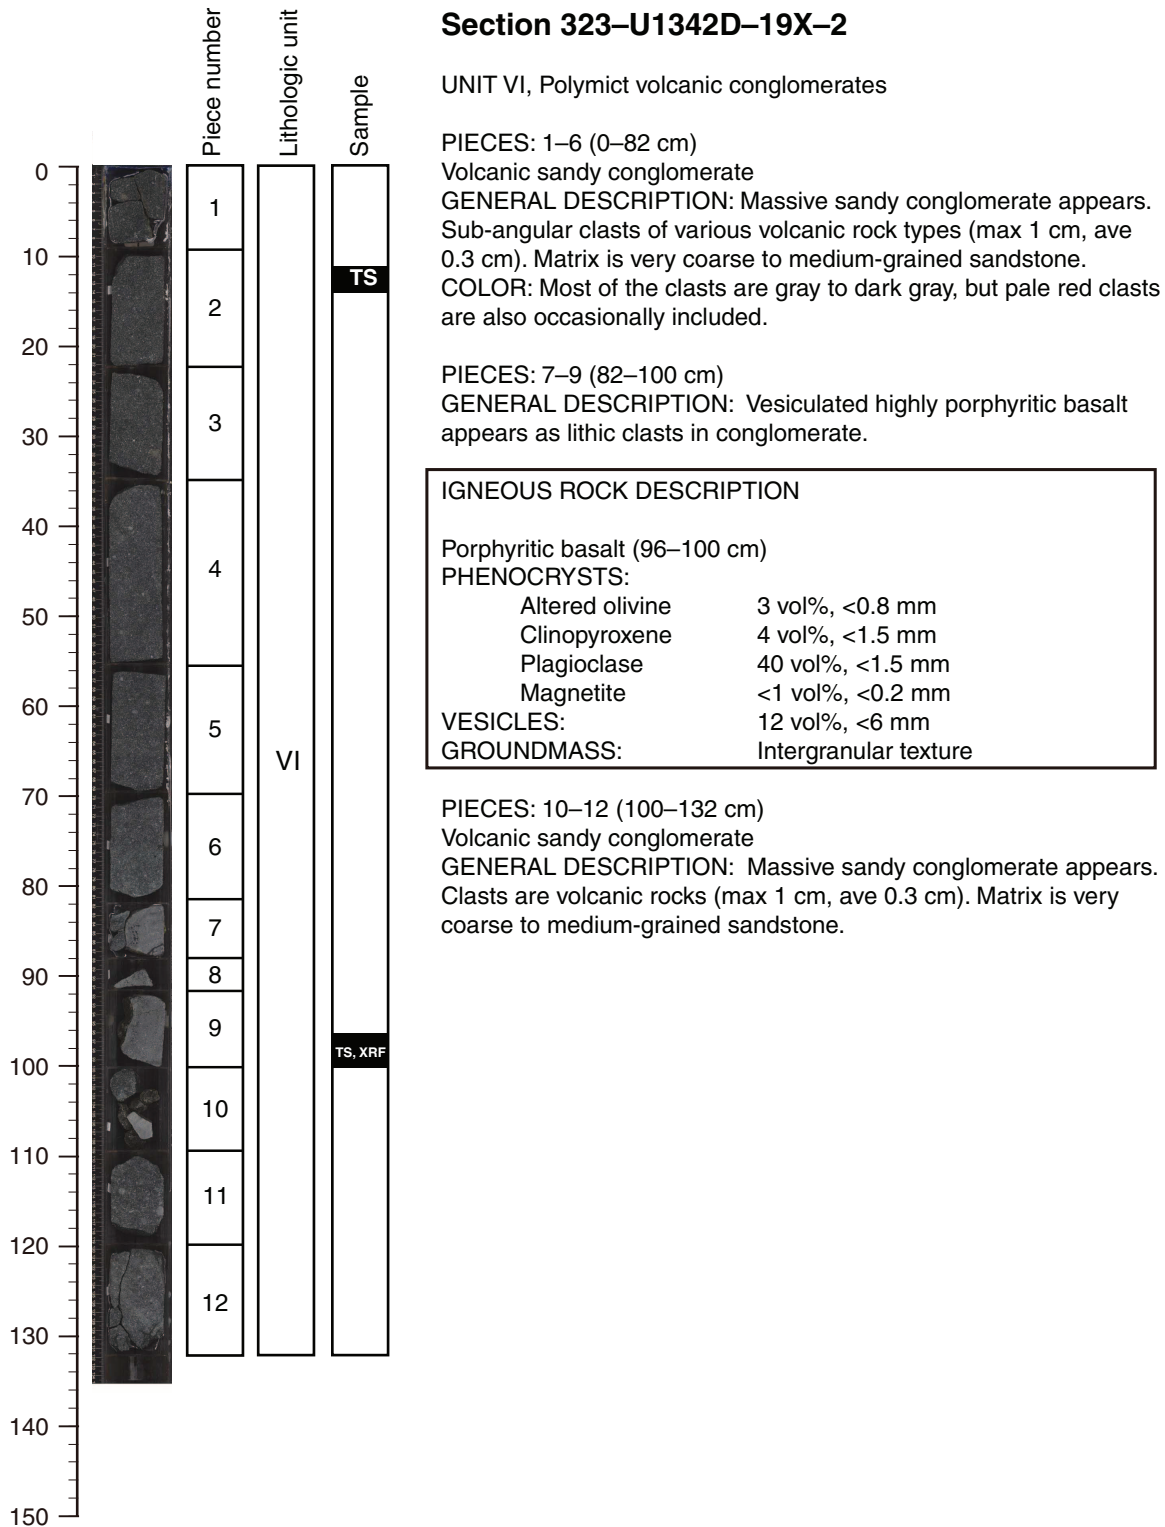 Section 323–U1342D–19X–2
UNIT VI, Polymict volcanic conglomerates
PIECES: 1–6 (0–82 cm)
Volcanic sandy conglomerate
GENERAL DESCRIPTION: Massive sandy conglomerate appears.
Sub-angular clasts of various volcanic rock types (max 1 cm, ave
0.3 cm). Matrix is very coarse to medium-grained sandstone.
COLOR: Most of the clasts are gray to dark gray, but pale red clasts
are also occasionally included.
PIECES: 7–9 (82–100 cm)
GENERAL DESCRIPTION: Vesiculated highly porphyritic basalt
appears as lithic clasts in conglomerate.
IGNEOUS ROCK DESCRIPTION
Porphyritic basalt (96–100 cm)
PHENOCRYSTS:
Altered olivine 3 vol%, <0.8 mm
Clinopyroxene 4 vol%, <1.5 mm
Plagioclase 40 vol%, <1.5 mm
Magnetite <1 vol%, <0.2 mm
VESICLES: 12 vol%, <6 mm
GROUNDMASS: Intergranular texture
PIECES: 10–12 (100–132 cm)
Volcanic sandy conglomerate
GENERAL DESCRIPTION: Massive sandy conglomerate appears.
Clasts are volcanic rocks (max 1 cm, ave 0.3 cm). Matrix is very
coarse to medium-grained sandstone.
Piece number
Lithologic unit
Sample
0
10
20
30
40
50
60
70
80
90
100
110
120
130
140
150
1
2
3
4
5
6
7
8
9
10
11
12
VI
TS
TS, XRF